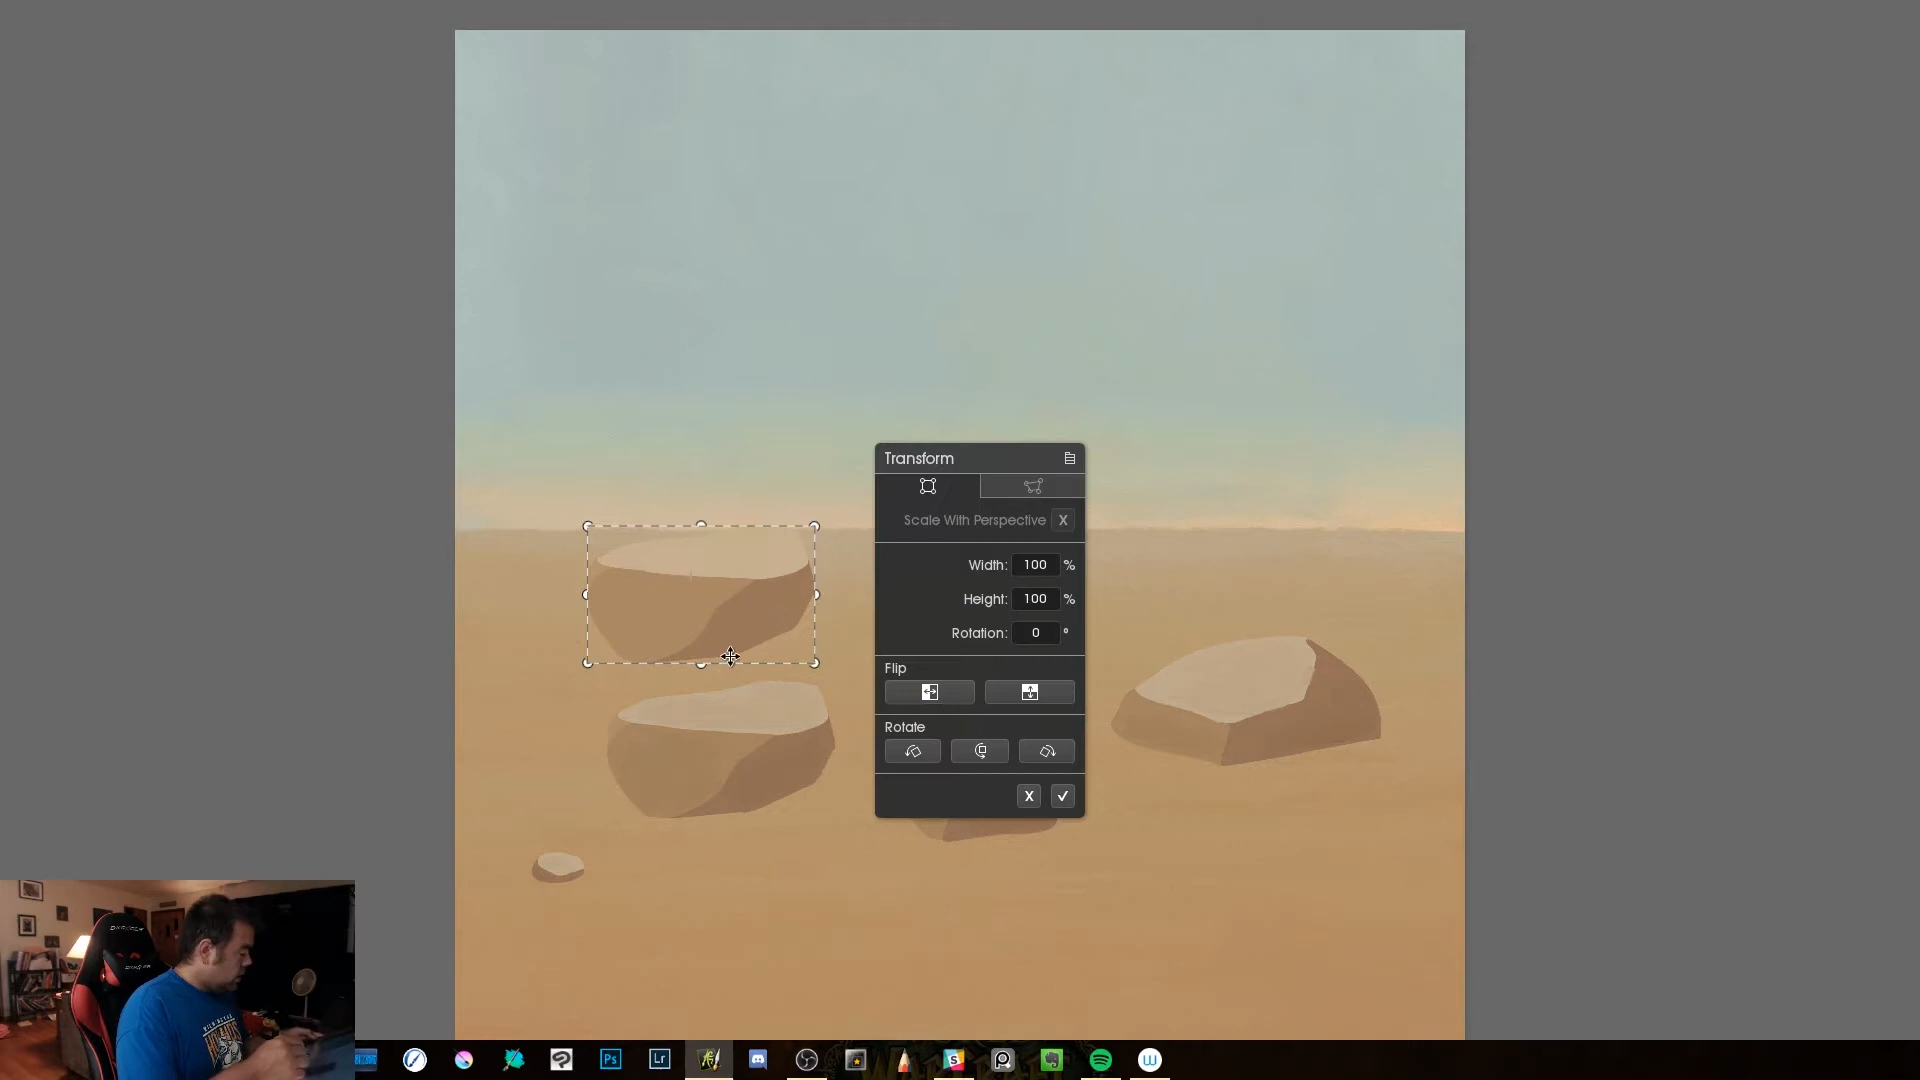 Transform
Scale With Perspective X
Width: 100 %
Height: 100 %
Rotation: 0 °
Flip
Rotate
X
Ps
Lr